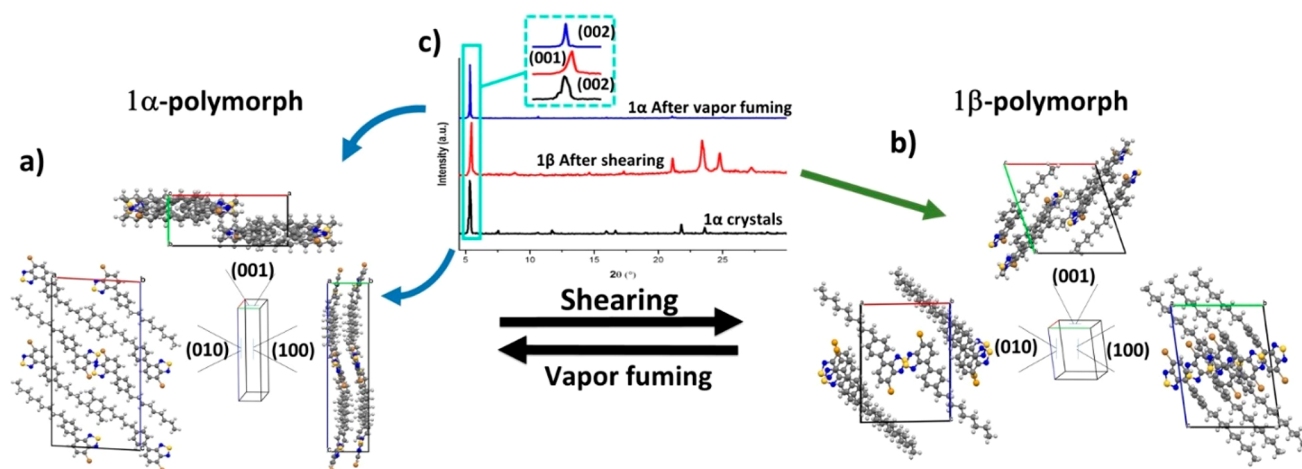 c)
(002)
(001)
(002)
1α-polymorph
1α After vapor fuming
1β-polymorph
a)
Intensity (a.u.)
1β After shearing
b)
1α crystals
5 10 15 20 25
2θ (°)
(001)
(010)
(100)
Shearing
Vapor fuming
(001)
(010)
(100)